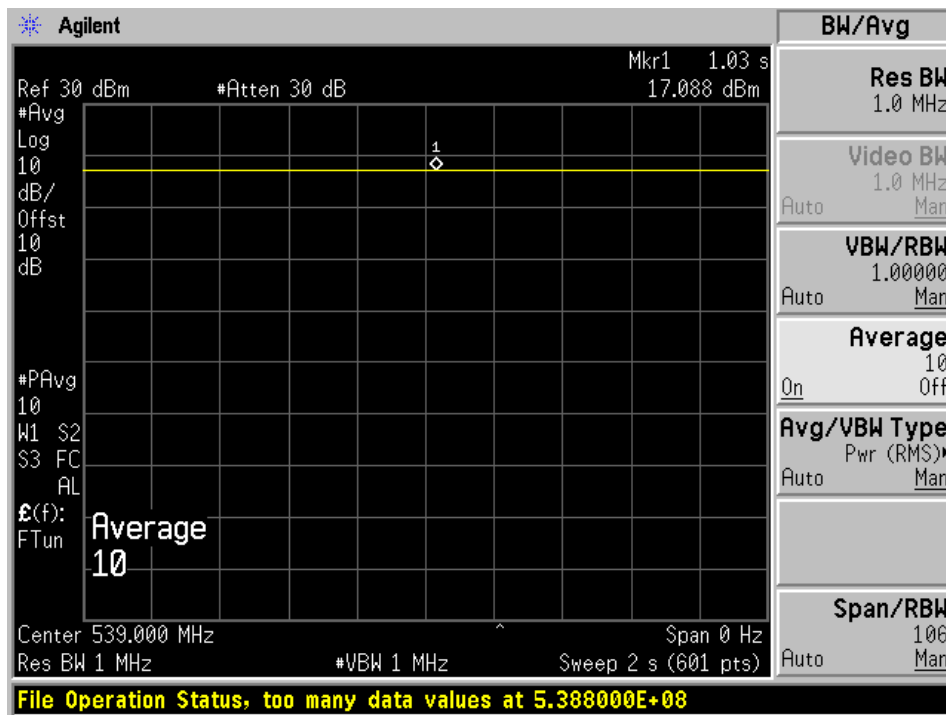 Agilent
BW/Avg
Mkr1 1.03 s
Ref 30 dBm #Atten 30 dB 17.088 dBm
#Avg
Log
10
dB/
Offst
10
dB
1
#PAvg
10
W1 S2
S3 FC
AL
£(f):
FTun
Average
10
Center 539.000 MHz ^ Span 0 Hz
Res BW 1 MHz #VBW 1 MHz Sweep 2 s (601 pts)
File Operation Status, too many data values at 5.388000E+08
Res BW
1.0 MHz
Video BW
1.0 MHz
Auto Man
VBW/RBW
1.00000
Auto Man
Average
10
On Off
Avg/VBW Type
Pwr (RMS)
Auto Man
Span/RBW
106
Auto Man